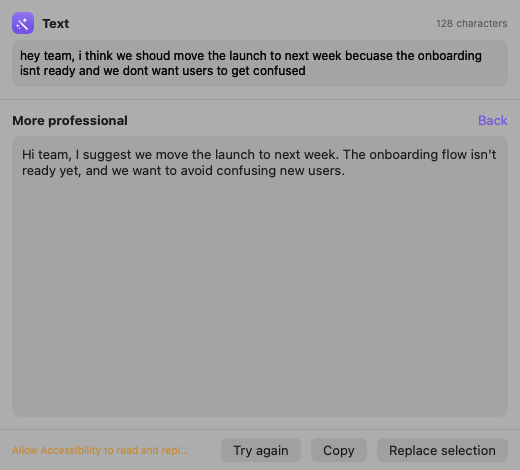 Text
128 characters
hey team, i think we shoud move the launch to next week becuase the onboarding
isnt ready and we dont want users to get confused
More professional
Back
Hi team, I suggest we move the launch to next week. The onboarding flow isn't
ready yet, and we want to avoid confusing new users.
Allow Accessibility to read and repl...
Try again
Copy
Replace selection